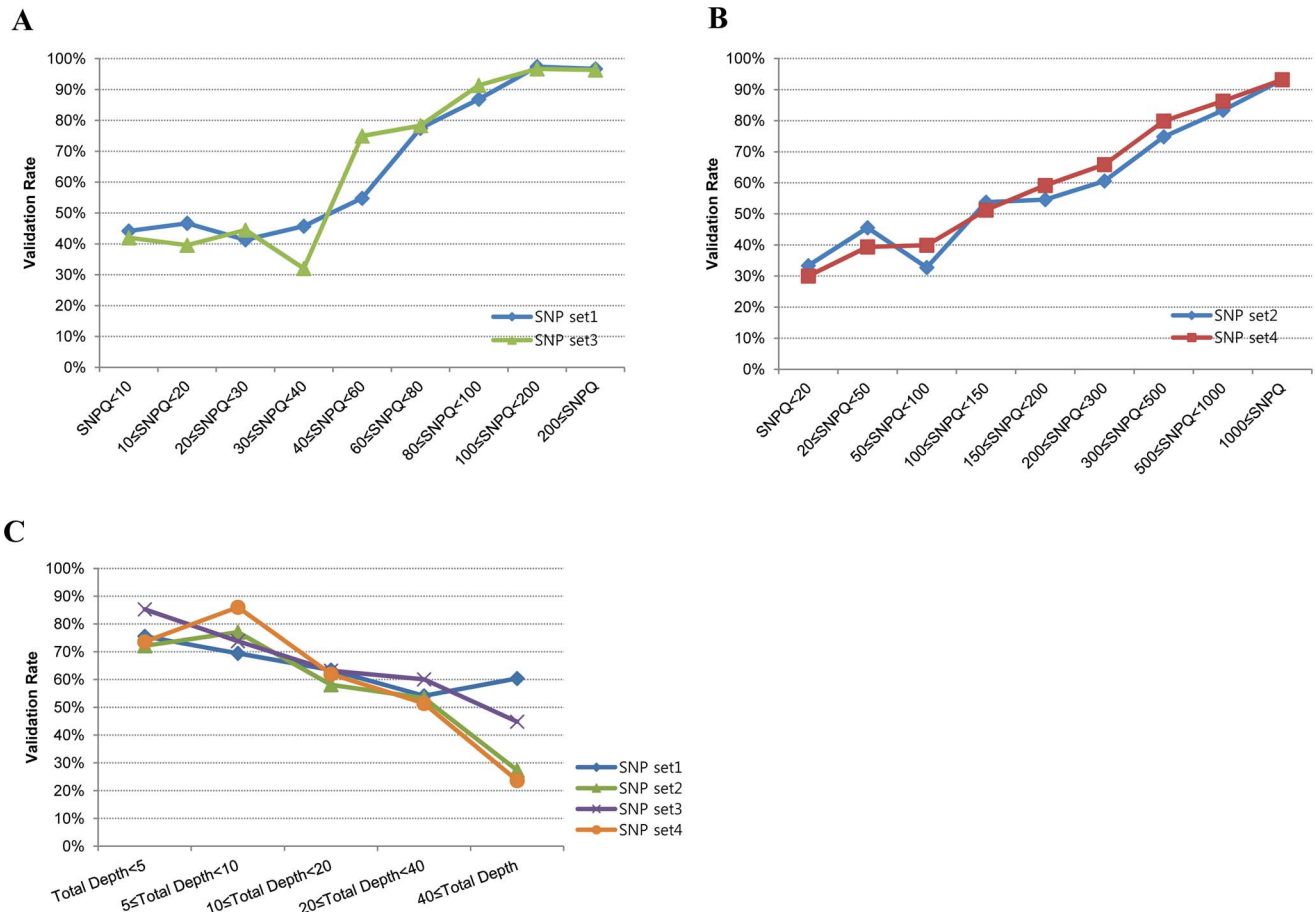 A
Validation Rate
100%
90%
80%
70%
60%
50%
40%
30%
20%
10%
0%
SNP set1
SNP set3
SNPQ<10
10≤SNPQ<20
20≤SNPQ<30
30≤SNPQ<40
40≤SNPQ<60
60≤SNPQ<80
80≤SNPQ<100
100≤SNPQ<200
200≤SNPQ
B
Validation Rate
100%
90%
80%
70%
60%
50%
40%
30%
20%
10%
0%
SNP set2
SNP set4
SNPQ<20
20≤SNPQ<50
50≤SNPQ<100
100≤SNPQ<150
150≤SNPQ<200
200≤SNPQ<300
300≤SNPQ<500
500≤SNPQ<1000
1000≤SNPQ
C
Validation Rate
100%
90%
80%
70%
60%
50%
40%
30%
20%
10%
0%
SNP set1
SNP set2
SNP set3
SNP set4
Total Depth<5
5≤Total Depth<10
10≤Total Depth<20
20≤Total Depth<40
40≤Total Depth